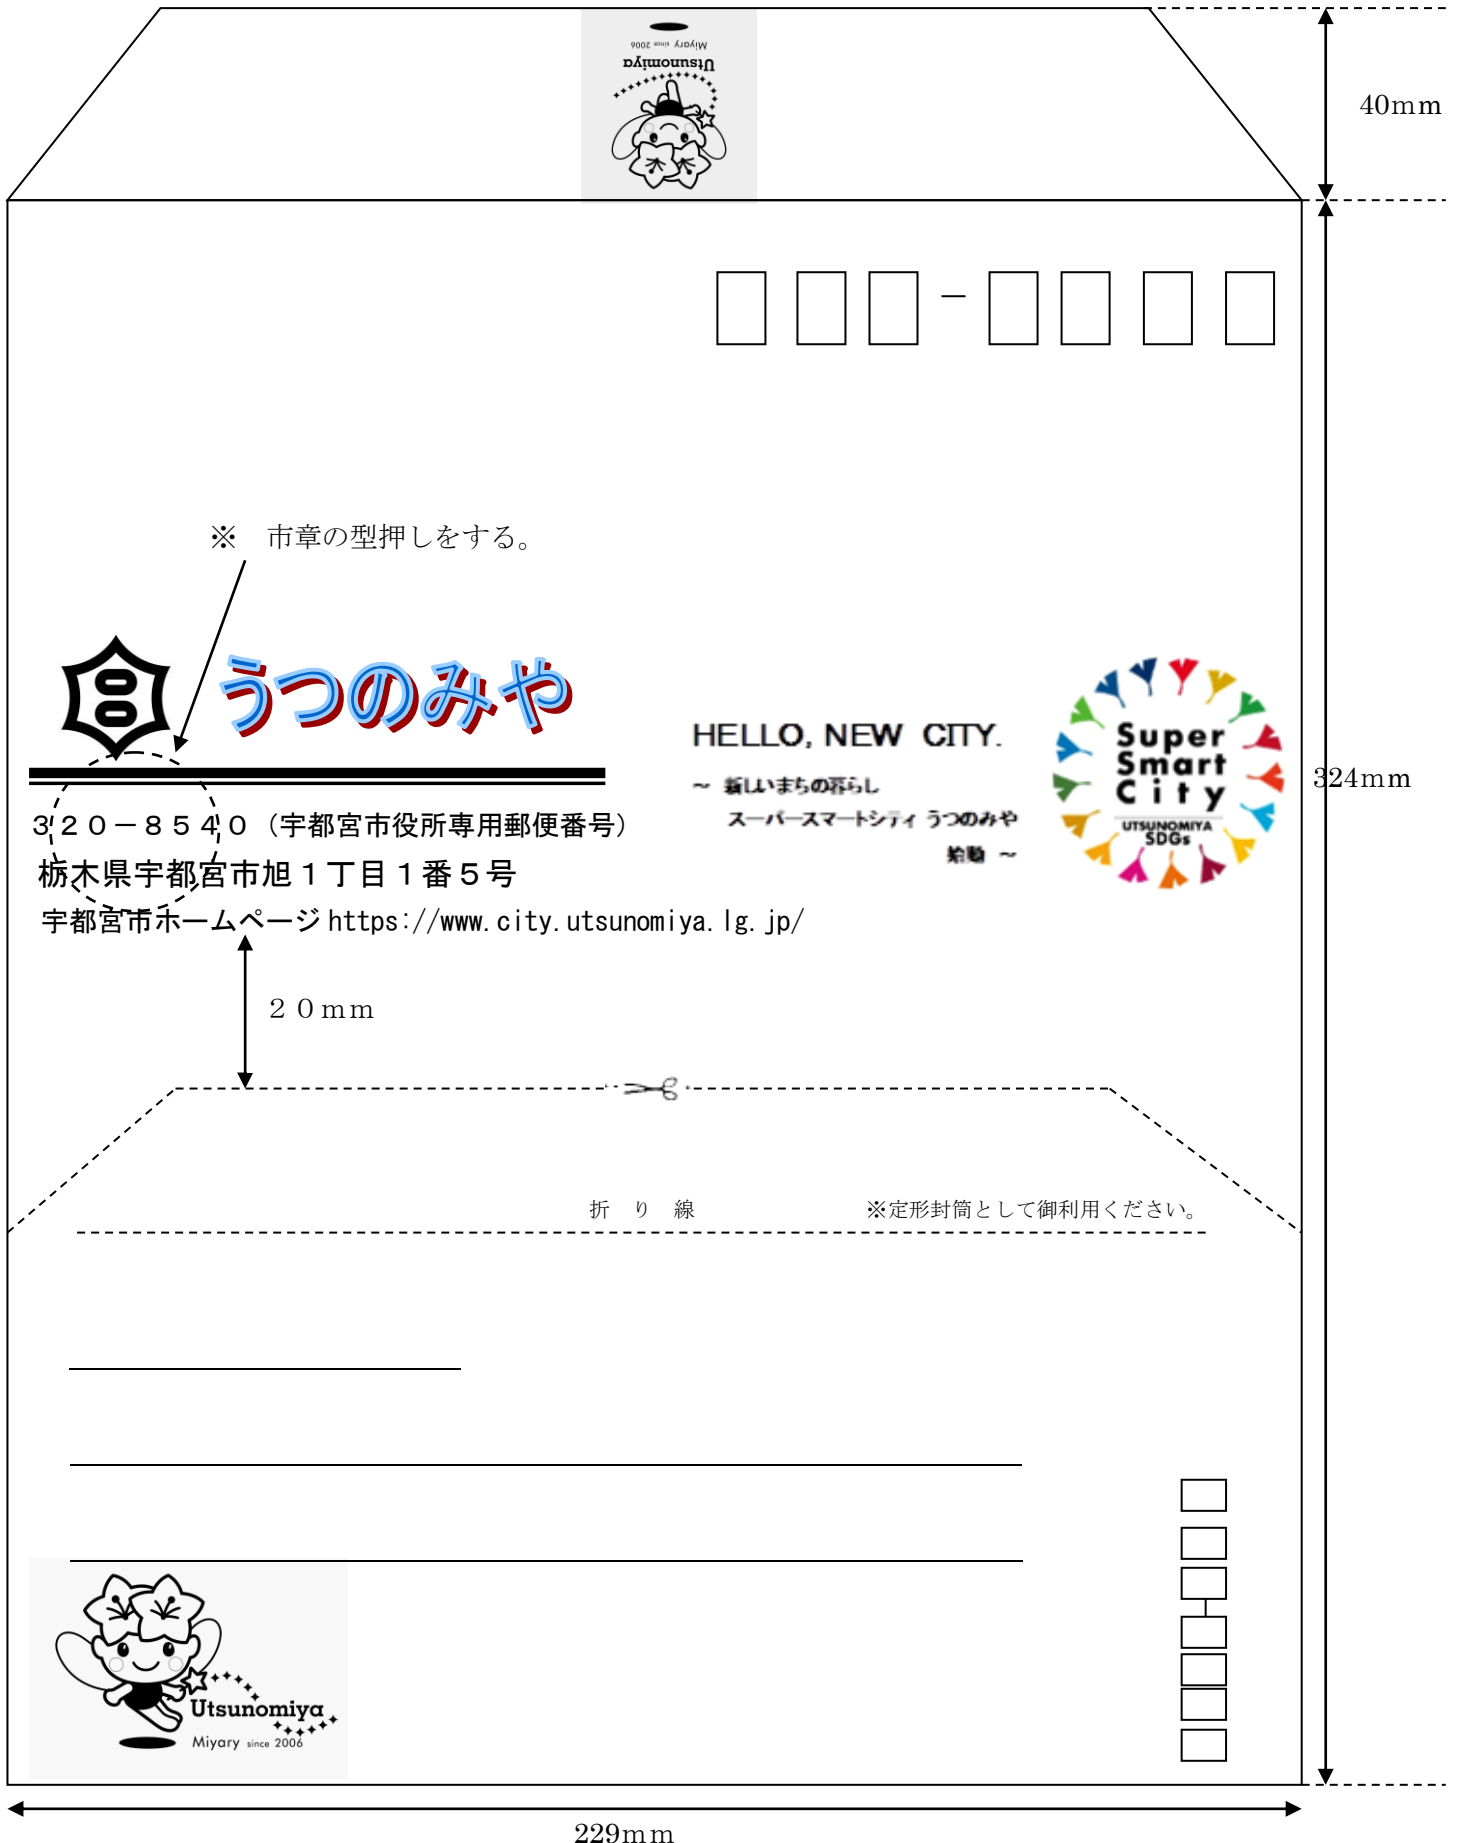 Miyary since 2006
Utsunomiya
40mm
－
※　市章の型押しをする。
うつのみや
HELLO, NEW CITY.
～ 新しいまちの暮らし
スーパースマートシティ うつのみや
始動 ～
Super
Smart
City
UTSUNOMIYA
SDGs
324mm
３２０－８５４０（宇都宮市役所専用郵便番号）
栃木県宇都宮市旭１丁目１番５号
宇都宮市ホームページ https://www.city.utsunomiya.lg.jp/
２０mm
折　り　線
※定形封筒として御利用ください。
Utsunomiya
Miyary since 2006
229mm